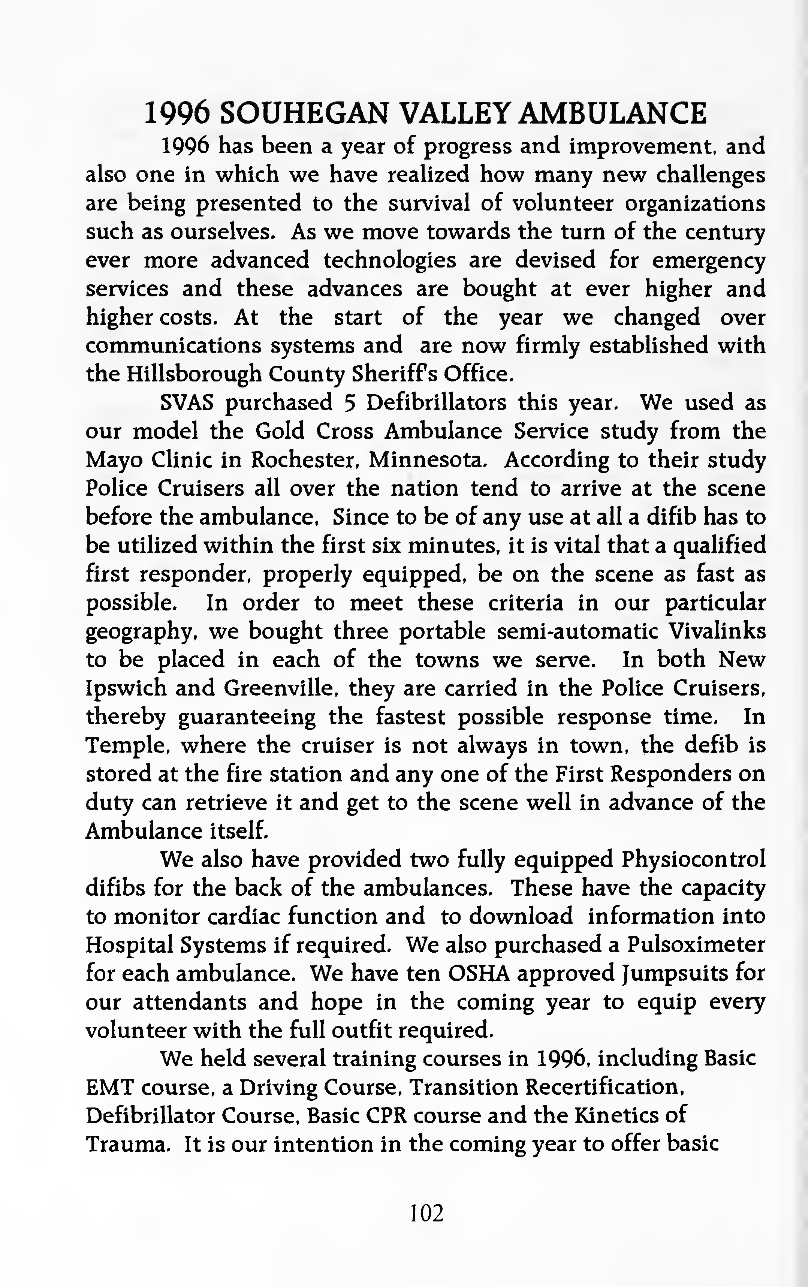 1996 SOUHEGAN VALLEY AMBULANCE
1996 has been a year of progress and improvement, and
also one in which we have realized how many new challenges
are being presented to the survival of volunteer organizations
such as ourselves. As we move towards the turn of the century
ever more advanced technologies are devised for emergency
services and these advances are bought at ever higher and
higher costs. At the start of the year we changed over
communications systems and are now firmly established with
the Hillsborough County Sheriff's Office.
SVAS purchased 5 Defibrillators this year. We used as
our model the Gold Cross Ambulance Service study from the
Mayo Clinic in Rochester, Minnesota. According to their study
Police Cruisers all over the nation tend to arrive at the scene
before the ambulance, Since to be of any use at all a difib has to
be utilized within the first six minutes, it is vital that a qualified
first responder, properly equipped, be on the scene as fast as
possible. In order to meet these criteria in our particular
geography, we bought three portable semi-automatic Vivalinks
to be placed in each of the towns we serve. In both New
Ipswich and Greenville, they are carried in the Police Cruisers,
thereby guaranteeing the fastest possible response time. In
Temple, where the cruiser is not always in town, the defib is
stored at the fire station and any one of the First Responders on
duty can retrieve it and get to the scene well in advance of the
Ambulance itself.
We also have provided two fully equipped Physiocontrol
difibs for the back of the ambulances. These have the capacity
to monitor cardiac function and to download information into
Hospital Systems if required. We also purchased a Pulsoximeter
for each ambulance. We have ten OSHA approved Jumpsuits for
our attendants and hope in the coming year to equip every
volunteer with the full outfit required.
We held several training courses in 1996, including Basic
EMT course, a Driving Course, Transition Recertification,
Defibrillator Course, Basic CPR course and the Kinetics of
Trauma. It is our intention in the coming year to offer basic
102